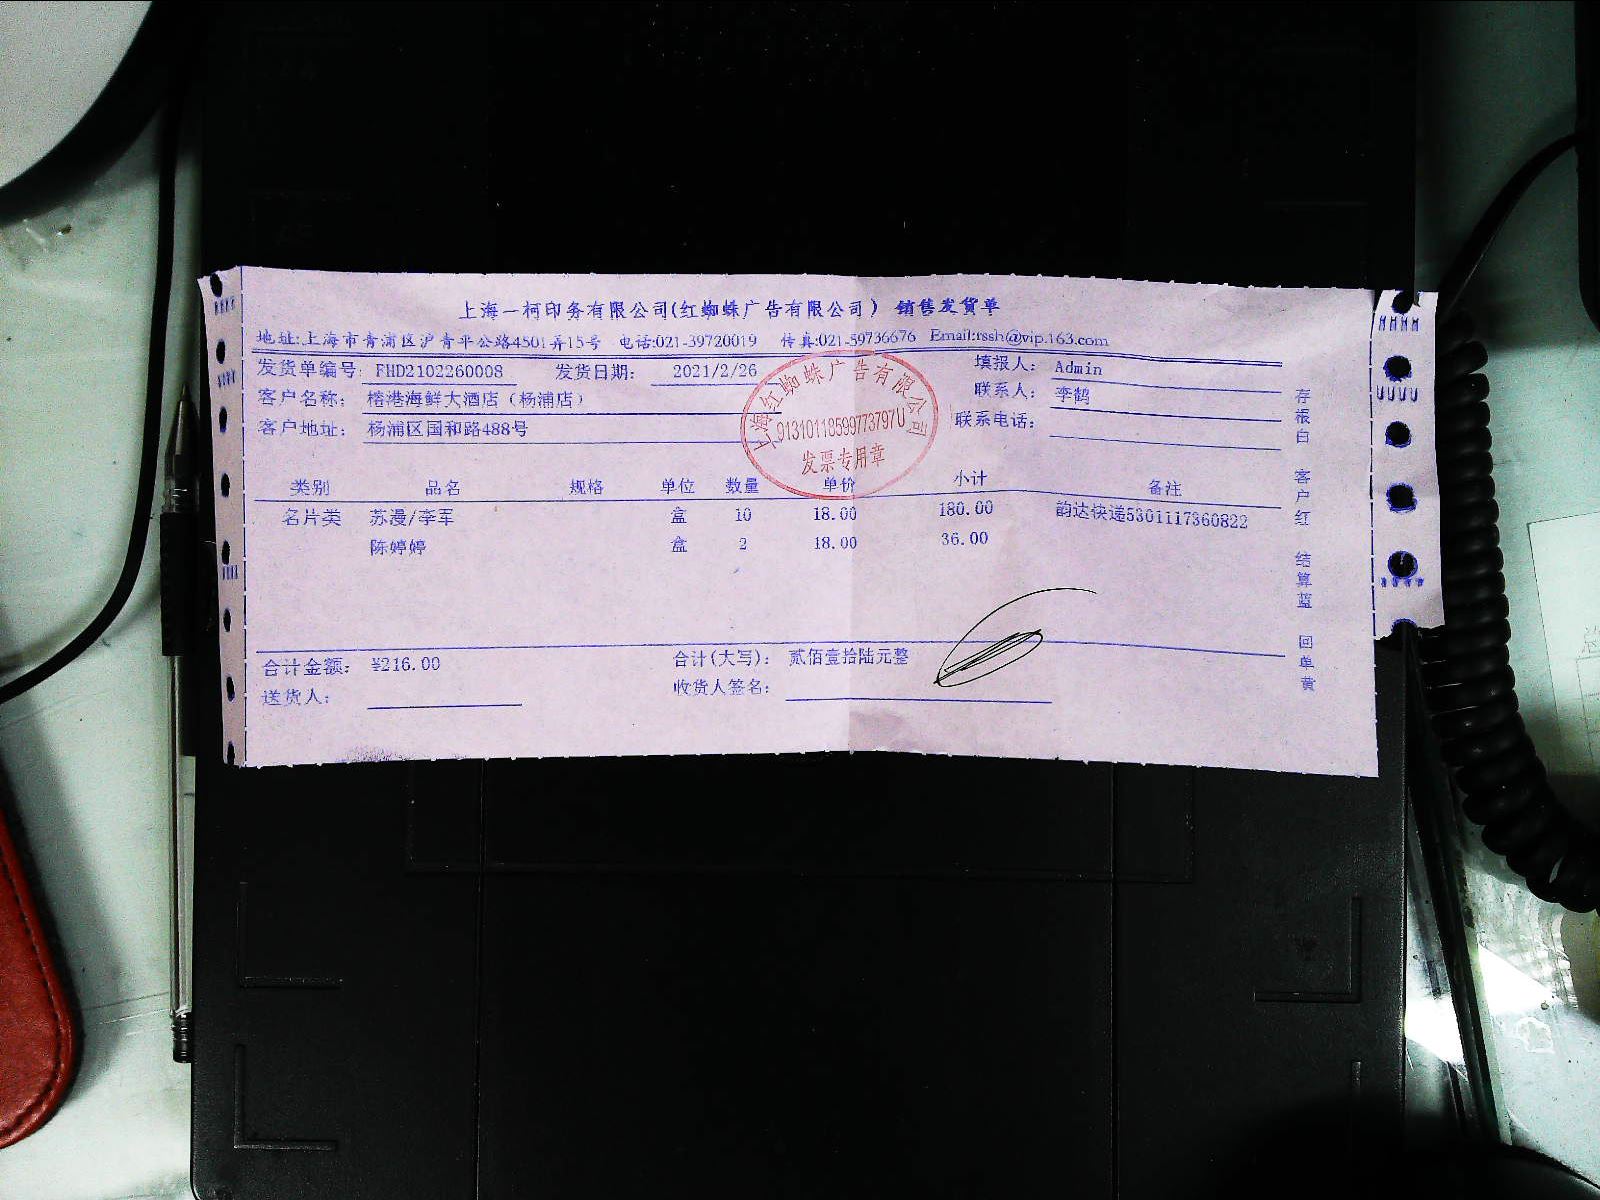 上海一柯印务有限公司(红蜘蛛广告有限公司) 销售发货单
地址:上海市青浦区沪青平公路4501弄15号 电话:021-39720019 传真:021-59736676 Email:rssh@vip.163.com
发货单编号: FHD2102260008 发货日期: 2021/2/26 填报人: Admin
客户名称: 榕港海鲜大酒店（杨浦店） 联系人: 李鹤
客户地址: 杨浦区国和路488号 联系电话:
上海红蜘蛛广告有限公司
91310118599773797U
发票专用章
类别 品名 规格 单位 数量 单价 小计 备注
名片类 苏漫/李军 盒 10 18.00 180.00 韵达快递5301117360822
陈婷婷 盒 2 18.00 36.00
合计金额: ¥216.00 合计(大写): 贰佰壹拾陆元整
送货人: 收货人签名:
存根白 客户红 结算蓝 回单黄